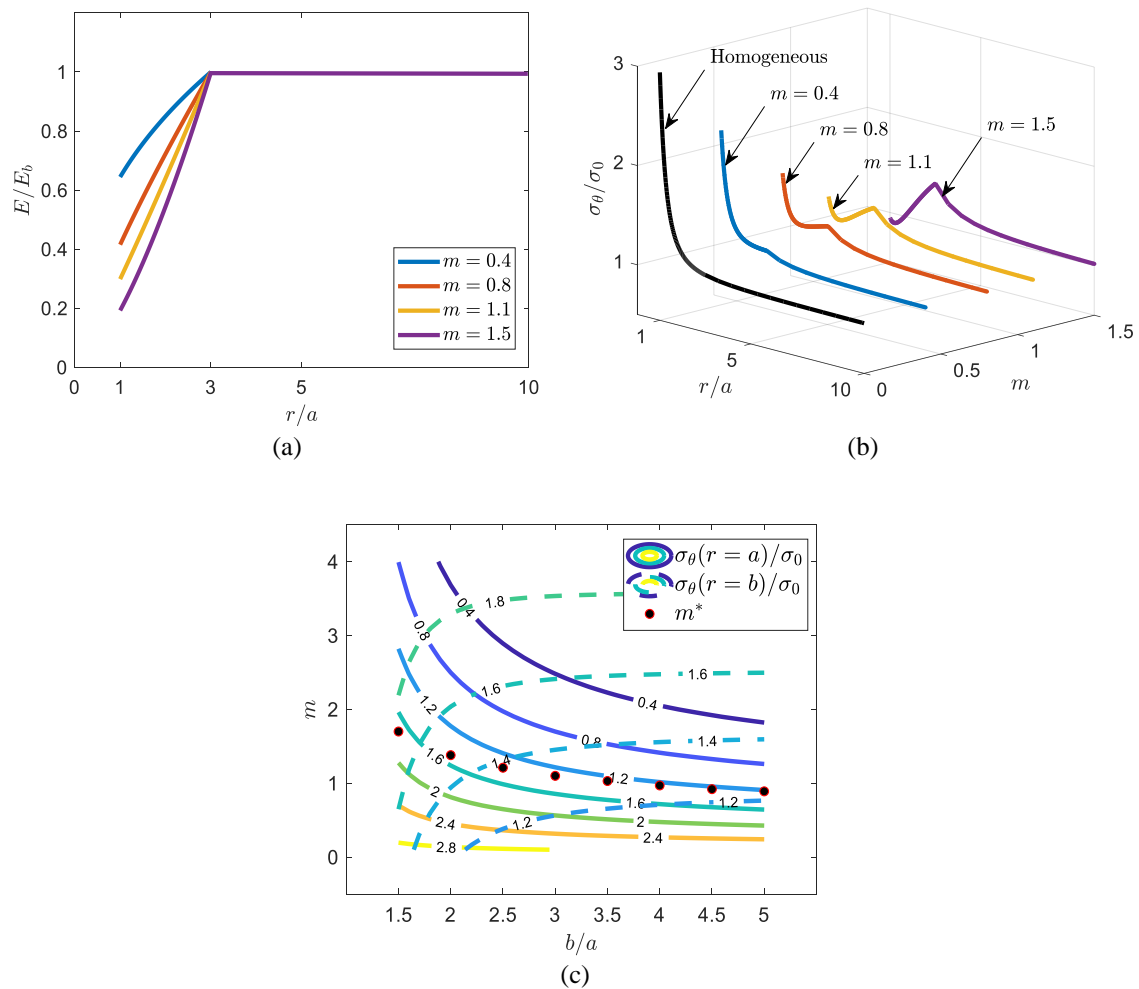 1
0.8
0.6
0.4
0.2
0
E/E_b
0 1 3 5 10
r/a
m = 0.4
m = 0.8
m = 1.1
m = 1.5
(a)
3
2
1
σ_θ/σ_0
Homogeneous
m = 0.4
m = 0.8
m = 1.1
m = 1.5
1
5
10
r/a
0
0.5
1
1.5
m
(b)
4
3
2
1
0
m
σ_θ(r = a)/σ_0
σ_θ(r = b)/σ_0
m*
1.8
0.4
0.8
1.6
1.6
1.2
0.4
1.4
0.8
1.4
1.6
1.2
1.2
2
1.6
1.2
2.4
1.2
2
2.4
2.8
1.5 2 2.5 3 3.5 4 4.5 5
b/a
(c)